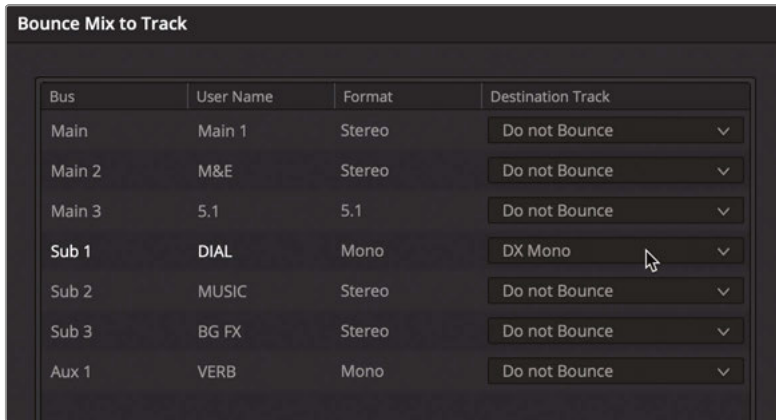 Bounce Mix to Track
Bus User Name Format Destination Track
Main Main 1 Stereo Do not Bounce
Main 2 M&E Stereo Do not Bounce
Main 3 5.1 5.1 Do not Bounce
Sub 1 DIAL Mono DX Mono
Sub 2 MUSIC Stereo Do not Bounce
Sub 3 BG FX Stereo Do not Bounce
Aux 1 VERB Mono Do not Bounce